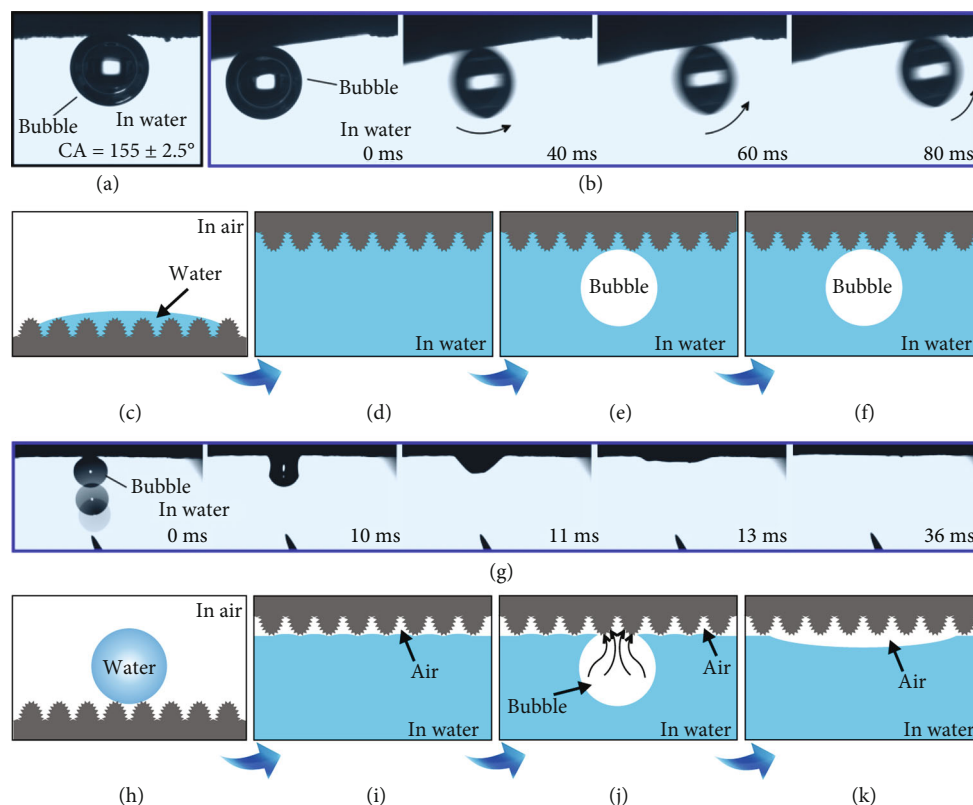 Bubble
In water
CA = 155 ± 2.5°
Bubble
In water
0 ms
40 ms
60 ms
80 ms
(a)
(b)
In air
Water
In water
Bubble
In water
Bubble
In water
(c)
(d)
(e)
(f)
Bubble
In water
0 ms
10 ms
11 ms
13 ms
36 ms
(g)
In air
Water
Air
In water
Air
Bubble
In water
Air
In water
(h)
(i)
(j)
(k)